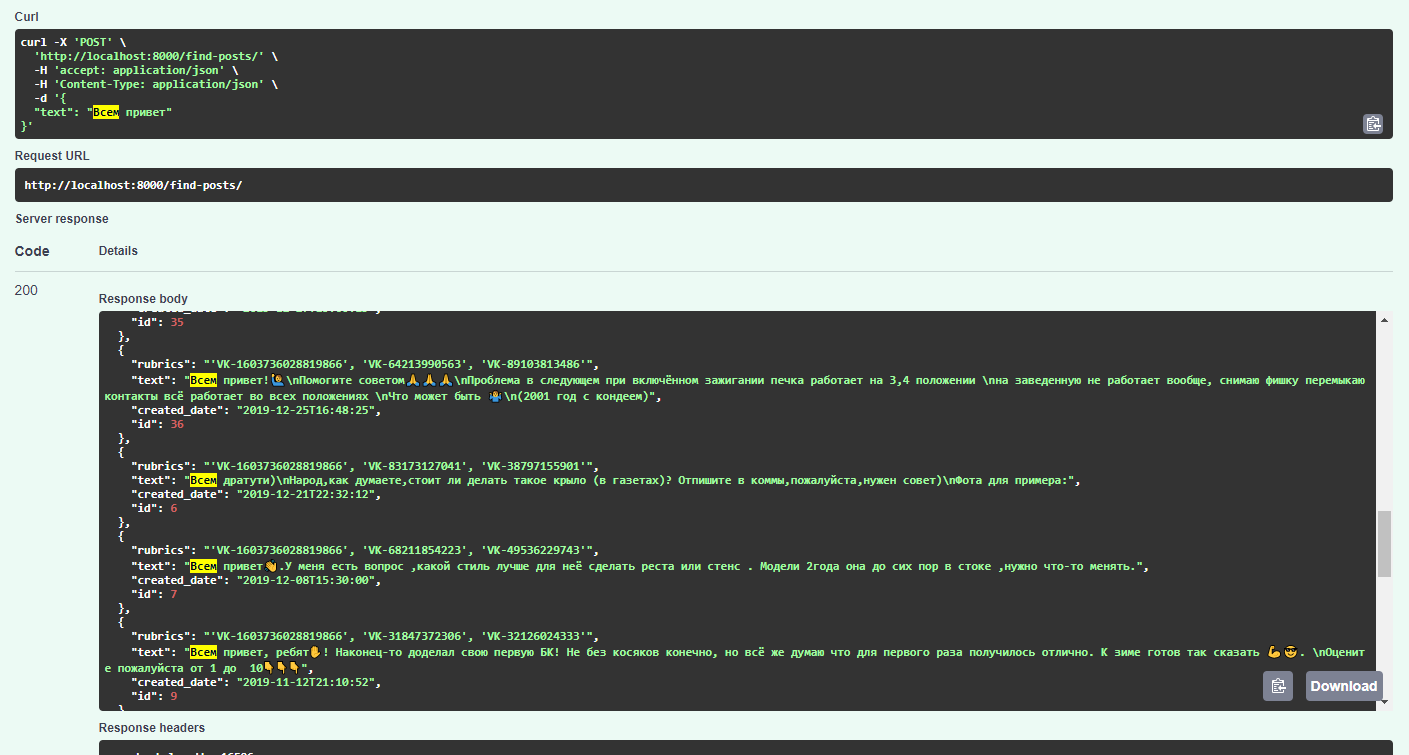 Curl
curl -X 'POST' \
'http://localhost:8000/find-posts/' \
-H 'accept: application/json' \
-H 'Content-Type: application/json' \
-d '{
"text": "Всем привет"
}'
Request URL
http://localhost:8000/find-posts/
Server response
Code Details
200
Response body
"id": 35
},
{
"rubrics": "'VK-1603736028819866', 'VK-64213990563', 'VK-89103813486'",
"text": "Всем привет!🙋\nПомогите советом🙏🙏🙏\nПроблема в следующем при включённом зажигании печка работает на 3,4 положении \nна заведенную не работает вообще, снимаю фишку перемыкаю
контакты всё работает во всех положениях \nЧто может быть 🤷\n(2001 год с кондеем)",
"created_date": "2019-12-25T16:48:25",
"id": 36
},
{
"rubrics": "'VK-1603736028819866', 'VK-83173127041', 'VK-38797155901'",
"text": "Всем дратути)\nНарод,как думаете,стоит ли делать такое крыло (в газетах)? Отпишите в коммы,пожалуйста,нужен совет)\nФота для примера:",
"created_date": "2019-12-21T22:32:12",
"id": 6
},
{
"rubrics": "'VK-1603736028819866', 'VK-68211854223', 'VK-49536229743'",
"text": "Всем привет👋.У меня есть вопрос ,какой стиль лучше для неё сделать реста или стенс . Модели 2года она до сих пор в стоке ,нужно что-то менять.",
"created_date": "2019-12-08T15:30:00",
"id": 7
},
{
"rubrics": "'VK-1603736028819866', 'VK-31847372306', 'VK-32126024333'",
"text": "Всем привет, ребят✋! Наконец-то доделал свою первую БК! Не без косяков конечно, но всё же думаю что для первого раза получилось отлично. К зиме готов так сказать 💪😎. \nОценит
е пожалуйста от 1 до  10👇👇👇",
"created_date": "2019-11-12T21:10:52",
"id": 9
}
Download
Response headers